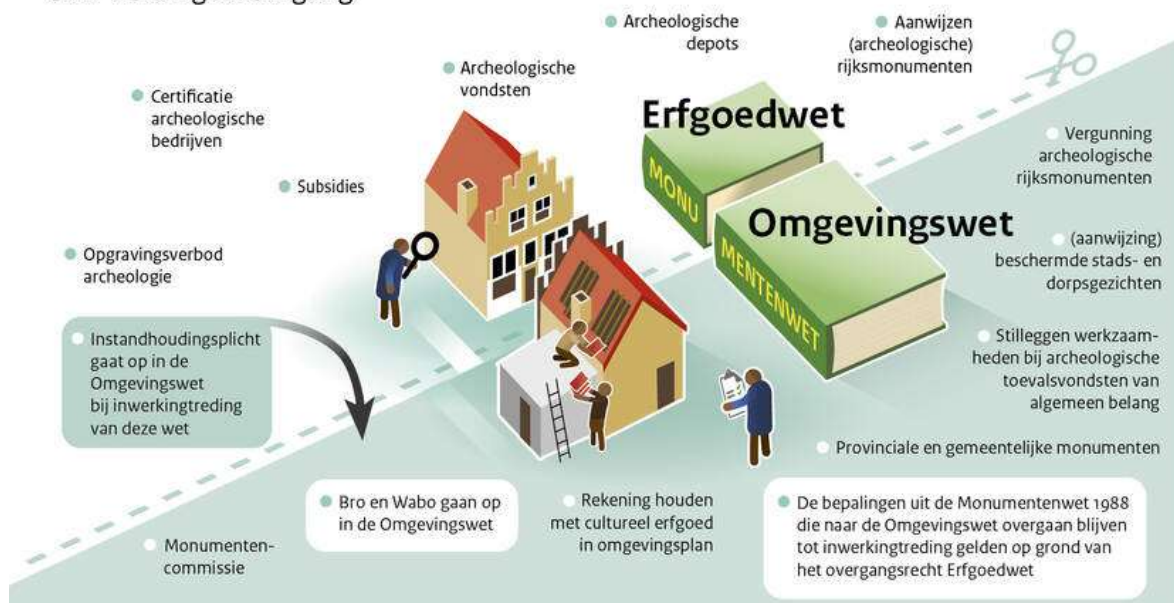 Archeologische
depots
Aanwijzen
(archeologische)
rijksmonumenten
Archeologische
vondsten
Certificatie
archeologische
bedrijven
Subsidies
Opgravingsverbod
archeologie
Erfgoedwet
MONU
Omgevingswet
MENTENWET
Vergunning
archeologische
rijksmonumenten
(aanwijzing)
beschermde stads- en
dorpsgezichten
Instandhoudingsplicht
gaat op in de
Omgevingswet
bij inwerkingtreding
van deze wet
Stilleggen werkzaam-
heden bij archeologische
toevalsvondsten van
algemeen belang
Provinciale en gemeentelijke monumenten
Bro en Wabo gaan op
in de Omgevingswet
Rekening houden
met cultureel erfgoed
in omgevingsplan
De bepalingen uit de Monumentenwet 1988
die naar de Omgevingswet overgaan blijven
tot inwerkingtreding gelden op grond van
het overgangsrecht Erfgoedwet
Monumenten-
commissie